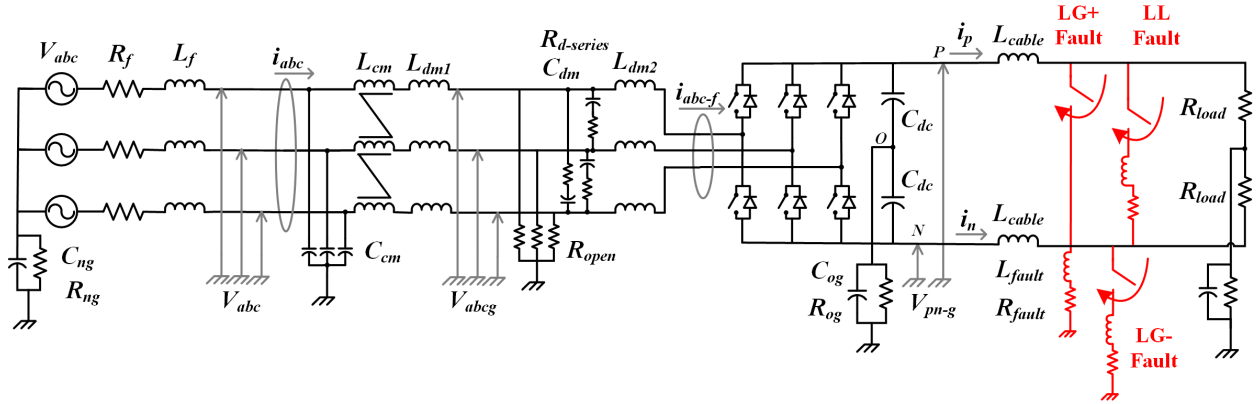 LG+ Fault
LL Fault
V_abc
R_f
L_f
i_abc
L_cm
L_dm1
R_d-series
C_dm
L_dm2
i_abc-f
P
i_p
L_cable
C_dc
O
C_dc
R_load
R_load
N
i_n
L_cable
C_ng
R_ng
V_abc
C_cm
V_abcg
R_open
C_og
R_og
V_pn-g
L_fault
R_fault
LG-
Fault